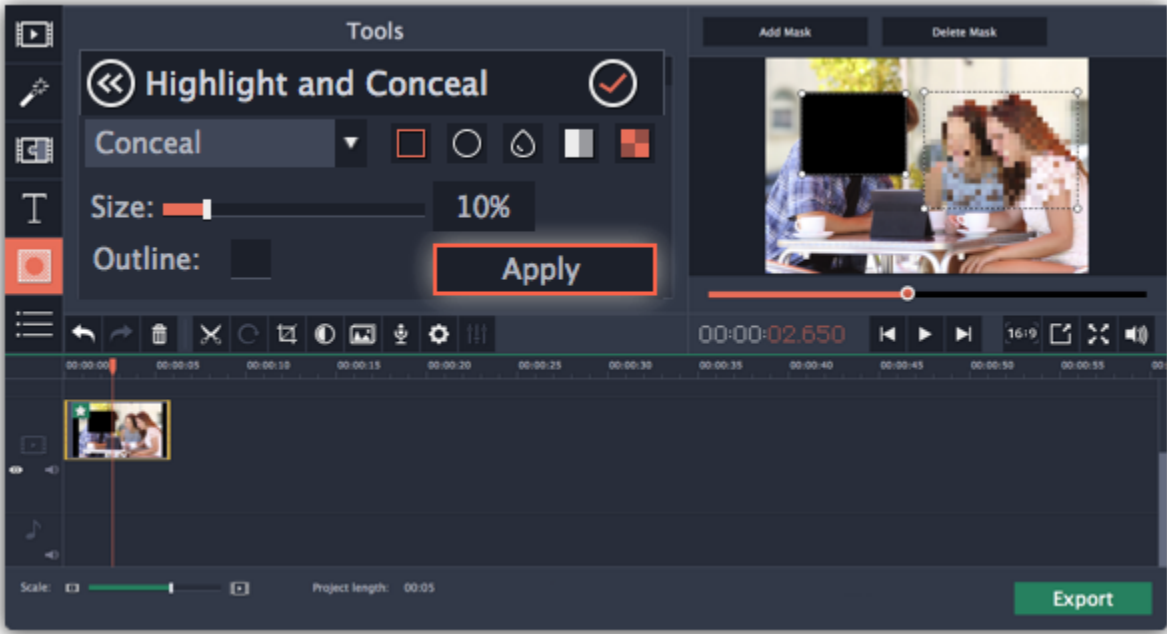 Tools
Add Mask
Delete Mask
Highlight and Conceal
Conceal
T
Size:
10%
Outline:
Apply
00:00:02.650
16:9
00:00:00
00:00:05
00:00:10
00:00:15
00:00:20
00:00:25
00:00:30
00:00:35
00:00:40
00:00:45
00:00:50
00:00:55
00:
Scale:
Project length: 00:05
Export